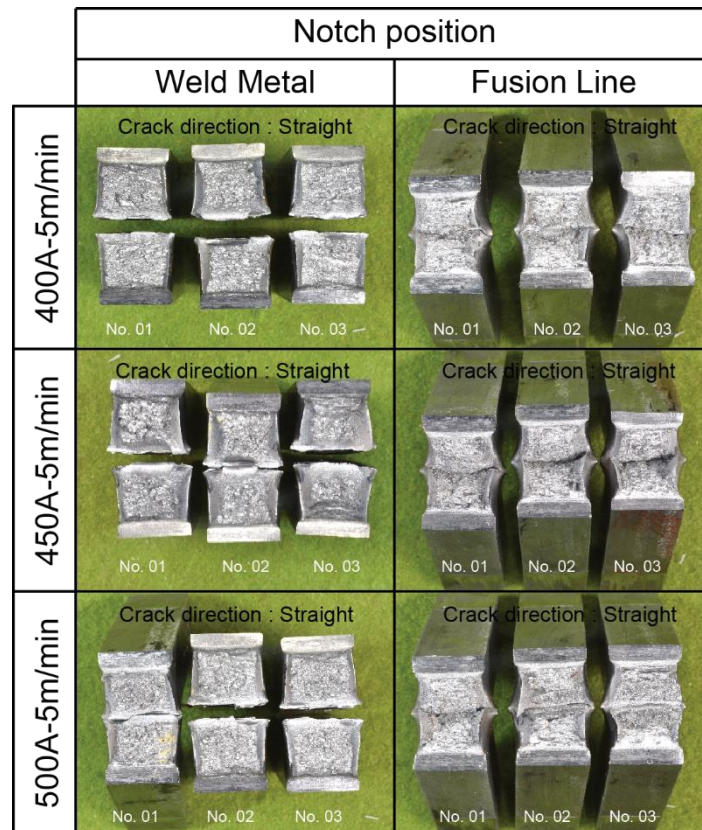 Notch position
Weld Metal
Fusion Line
400A-5m/min
Crack direction : Straight
No. 01
No. 02
No. 03
Crack direction : Straight
No. 01
No. 02
No. 03
450A-5m/min
Crack direction : Straight
No. 01
No. 02
No. 03
Crack direction : Straight
No. 01
No. 02
No. 03
500A-5m/min
Crack direction : Straight
No. 01
No. 02
No. 03
Crack direction : Straight
No. 01
No. 02
No. 03